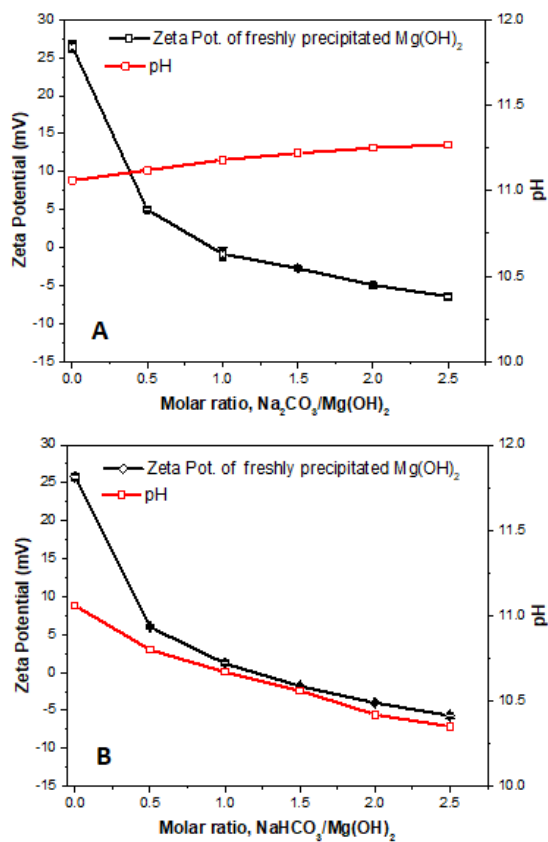 Zeta Pot. of freshly precipitated Mg(OH)₂
pH
30
25
20
15
10
5
0
-5
-10
-15
Zeta Potential (mV)
12.0
11.5
11.0
10.5
10.0
pH
A
0.0 0.5 1.0 1.5 2.0 2.5
Molar ratio, Na₂CO₃/Mg(OH)₂
Zeta Pot. of freshly precipitated Mg(OH)₂
pH
30
25
20
15
10
5
0
-5
-10
-15
Zeta Potential (mV)
12.0
11.5
11.0
10.5
10.0
pH
B
0.0 0.5 1.0 1.5 2.0 2.5
Molar ratio, NaHCO₃/Mg(OH)₂